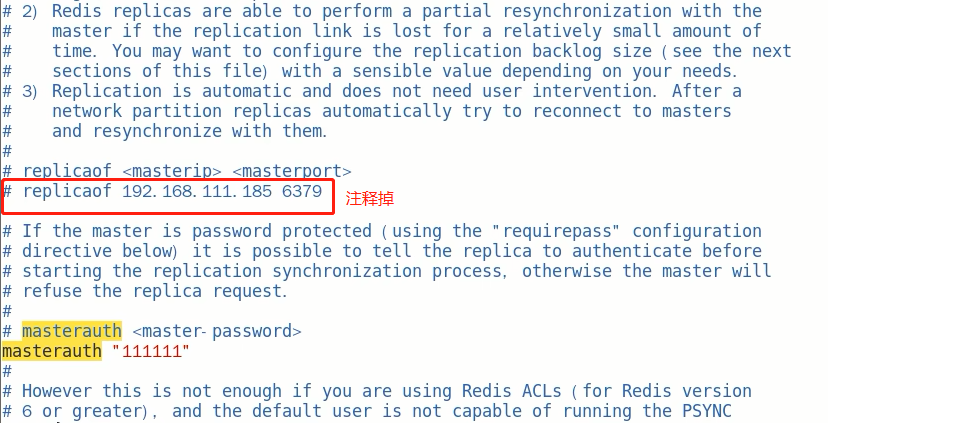 # 2) Redis replicas are able to perform a partial resynchronization with the
#    master if the replication link is lost for a relatively small amount of
#    time. You may want to configure the replication backlog size (see the next
#    sections of this file) with a sensible value depending on your needs.
# 3) Replication is automatic and does not need user intervention. After a
#    network partition replicas automatically try to reconnect to masters
#    and resynchronize with them.
#
# replicaof <masterip> <masterport>
# replicaof 192.168.111.185 6379 注释掉
# If the master is password protected (using the "requirepass" configuration
# directive below) it is possible to tell the replica to authenticate before
# starting the replication synchronization process, otherwise the master will
# refuse the replica request.
#
# masterauth <master-password>
masterauth "111111"
#
# However this is not enough if you are using Redis ACLs (for Redis version
# 6 or greater), and the default user is not capable of running the PSYNC